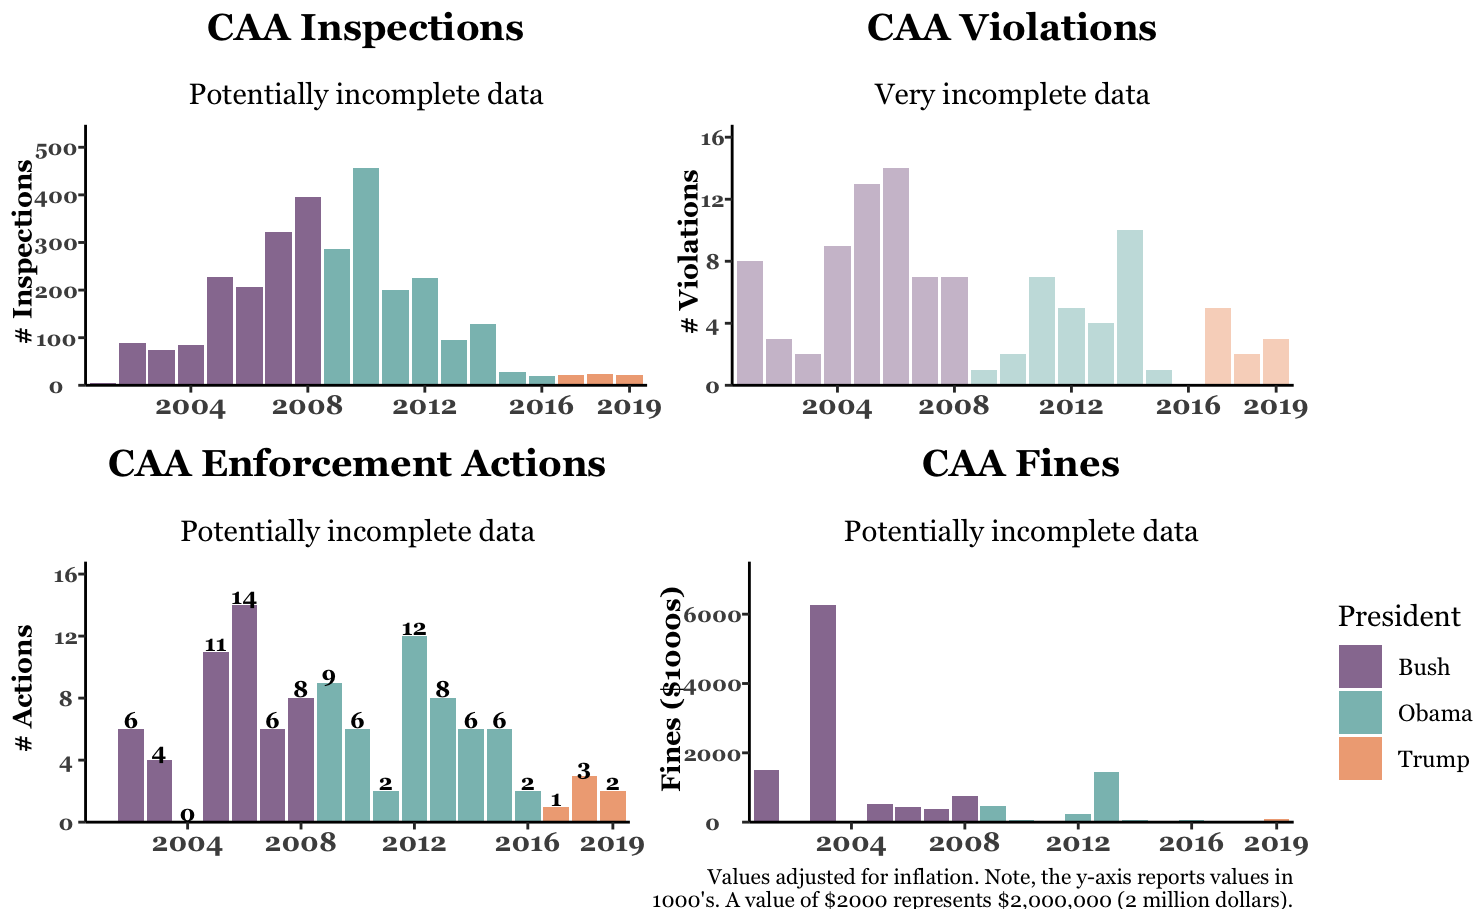 CAA Inspections
Potentially incomplete data
# Inspections
500
400
300
200
100
0
2004 2008 2012 2016 2019
CAA Violations
Very incomplete data
# Violations
16
12
8
4
0
2004 2008 2012 2016 2019
CAA Enforcement Actions
Potentially incomplete data
# Actions
16
12
8
4
0
6 4 0 11 14 6 8 9 6 2 12 8 6 6 2 1 3 2
2004 2008 2012 2016 2019
CAA Fines
Potentially incomplete data
Fines ($1000s)
6000
4000
2000
0
2004 2008 2012 2016 2019
President
Bush
Obama
Trump
Values adjusted for inflation. Note, the y-axis reports values in
1000's. A value of $2000 represents $2,000,000 (2 million dollars).